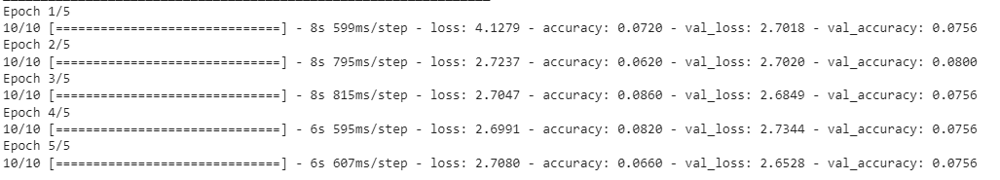 Epoch 1/5
10/10 [==============================] - 8s 599ms/step - loss: 4.1279 - accuracy: 0.0720 - val_loss: 2.7018 - val_accuracy: 0.0756
Epoch 2/5
10/10 [==============================] - 8s 795ms/step - loss: 2.7237 - accuracy: 0.0620 - val_loss: 2.7020 - val_accuracy: 0.0800
Epoch 3/5
10/10 [==============================] - 8s 815ms/step - loss: 2.7047 - accuracy: 0.0860 - val_loss: 2.6849 - val_accuracy: 0.0756
Epoch 4/5
10/10 [==============================] - 6s 595ms/step - loss: 2.6991 - accuracy: 0.0820 - val_loss: 2.7344 - val_accuracy: 0.0756
Epoch 5/5
10/10 [==============================] - 6s 607ms/step - loss: 2.7080 - accuracy: 0.0660 - val_loss: 2.6528 - val_accuracy: 0.0756